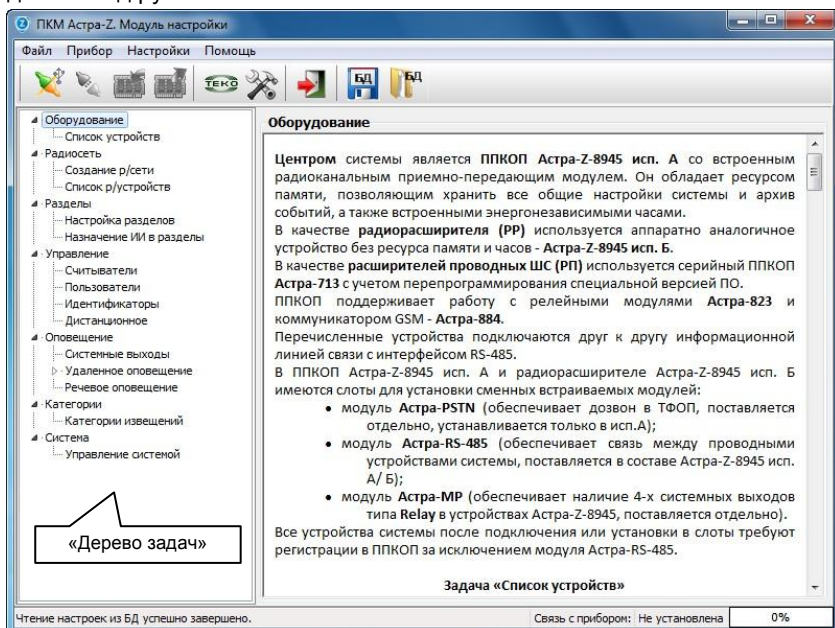 ПКМ Астра-Z. Модуль настройки
Файл Прибор Настройки Помощь
ТЕКО БД БД
Оборудование
Список устройств
Радиосеть
Создание р/сети
Список р/устройств
Разделы
Настройка разделов
Назначение ИИ в разделы
Управление
Считыватели
Пользователи
Идентификаторы
Дистанционное
Оповещение
Системные выходы
Удаленное оповещение
Речевое оповещение
Категории
Категории извещений
Система
Управление системой
«Дерево задач»
Оборудование
Центром системы является ППКОП Астра-Z-8945 исп. А со встроенным
радиоканальным приемно-передающим модулем. Он обладает ресурсом
памяти, позволяющим хранить все общие настройки системы и архив
событий, а также встроенными энергонезависимыми часами.
В качестве радиорасширителя (РР) используется аппаратно аналогичное
устройство без ресурса памяти и часов - Астра-Z-8945 исп. Б.
В качестве расширителей проводных ШС (РП) используется серийный ППКОП
Астра-713 с учетом перепрограммирования специальной версией ПО.
ППКОП поддерживает работу с релейными модулями Астра-823 и
коммуникатором GSM - Астра-884.
Перечисленные устройства подключаются друг к другу информационной
линией связи с интерфейсом RS-485.
В ППКОП Астра-Z-8945 исп. А и радиорасширителе Астра-Z-8945 исп. Б
имеются слоты для установки сменных встраиваемых модулей:
• модуль Астра-PSTN (обеспечивает дозвон в ТФОП, поставляется
отдельно, устанавливается только в исп.А);
• модуль Астра-RS-485 (обеспечивает связь между проводными
устройствами системы, поставляется в составе Астра-Z-8945 исп.
А/ Б);
• модуль Астра-МР (обеспечивает наличие 4-х системных выходов
типа Relay в устройствах Астра-Z-8945, поставляется отдельно).
Все устройства системы после подключения или установки в слоты требуют
регистрации в ППКОП за исключением модуля Астра-RS-485.
Задача «Список устройств»
Чтение настроек из БД успешно завершено. Связь с прибором: Не установлена 0%